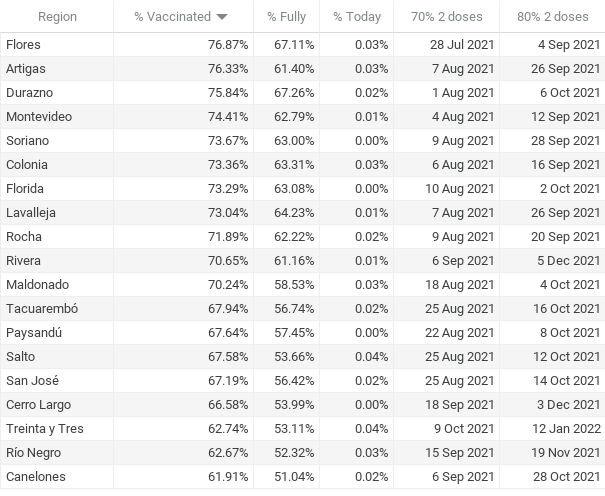 Region % Vaccinated % Fully % Today 70% 2 doses 80% 2 doses
Flores 76.87% 67.11% 0.03% 28 Jul 2021 4 Sep 2021
Artigas 76.33% 61.40% 0.03% 7 Aug 2021 26 Sep 2021
Durazno 75.84% 67.26% 0.02% 1 Aug 2021 6 Oct 2021
Montevideo 74.41% 62.79% 0.01% 4 Aug 2021 12 Sep 2021
Soriano 73.67% 63.00% 0.00% 9 Aug 2021 28 Sep 2021
Colonia 73.36% 63.31% 0.03% 6 Aug 2021 16 Sep 2021
Florida 73.29% 63.08% 0.00% 10 Aug 2021 2 Oct 2021
Lavalleja 73.04% 64.23% 0.01% 7 Aug 2021 26 Sep 2021
Rocha 71.89% 62.22% 0.02% 9 Aug 2021 20 Sep 2021
Rivera 70.65% 61.16% 0.01% 6 Sep 2021 5 Dec 2021
Maldonado 70.24% 58.53% 0.03% 18 Aug 2021 4 Oct 2021
Tacuarembó 67.94% 56.74% 0.02% 25 Aug 2021 16 Oct 2021
Paysandú 67.64% 57.45% 0.00% 22 Aug 2021 8 Oct 2021
Salto 67.58% 53.66% 0.04% 25 Aug 2021 12 Oct 2021
San José 67.19% 56.42% 0.02% 25 Aug 2021 14 Oct 2021
Cerro Largo 66.58% 53.99% 0.00% 18 Sep 2021 3 Dec 2021
Treinta y Tres 62.74% 53.11% 0.04% 9 Oct 2021 12 Jan 2022
Río Negro 62.67% 52.32% 0.03% 15 Sep 2021 19 Nov 2021
Canelones 61.91% 51.04% 0.02% 6 Sep 2021 28 Oct 2021